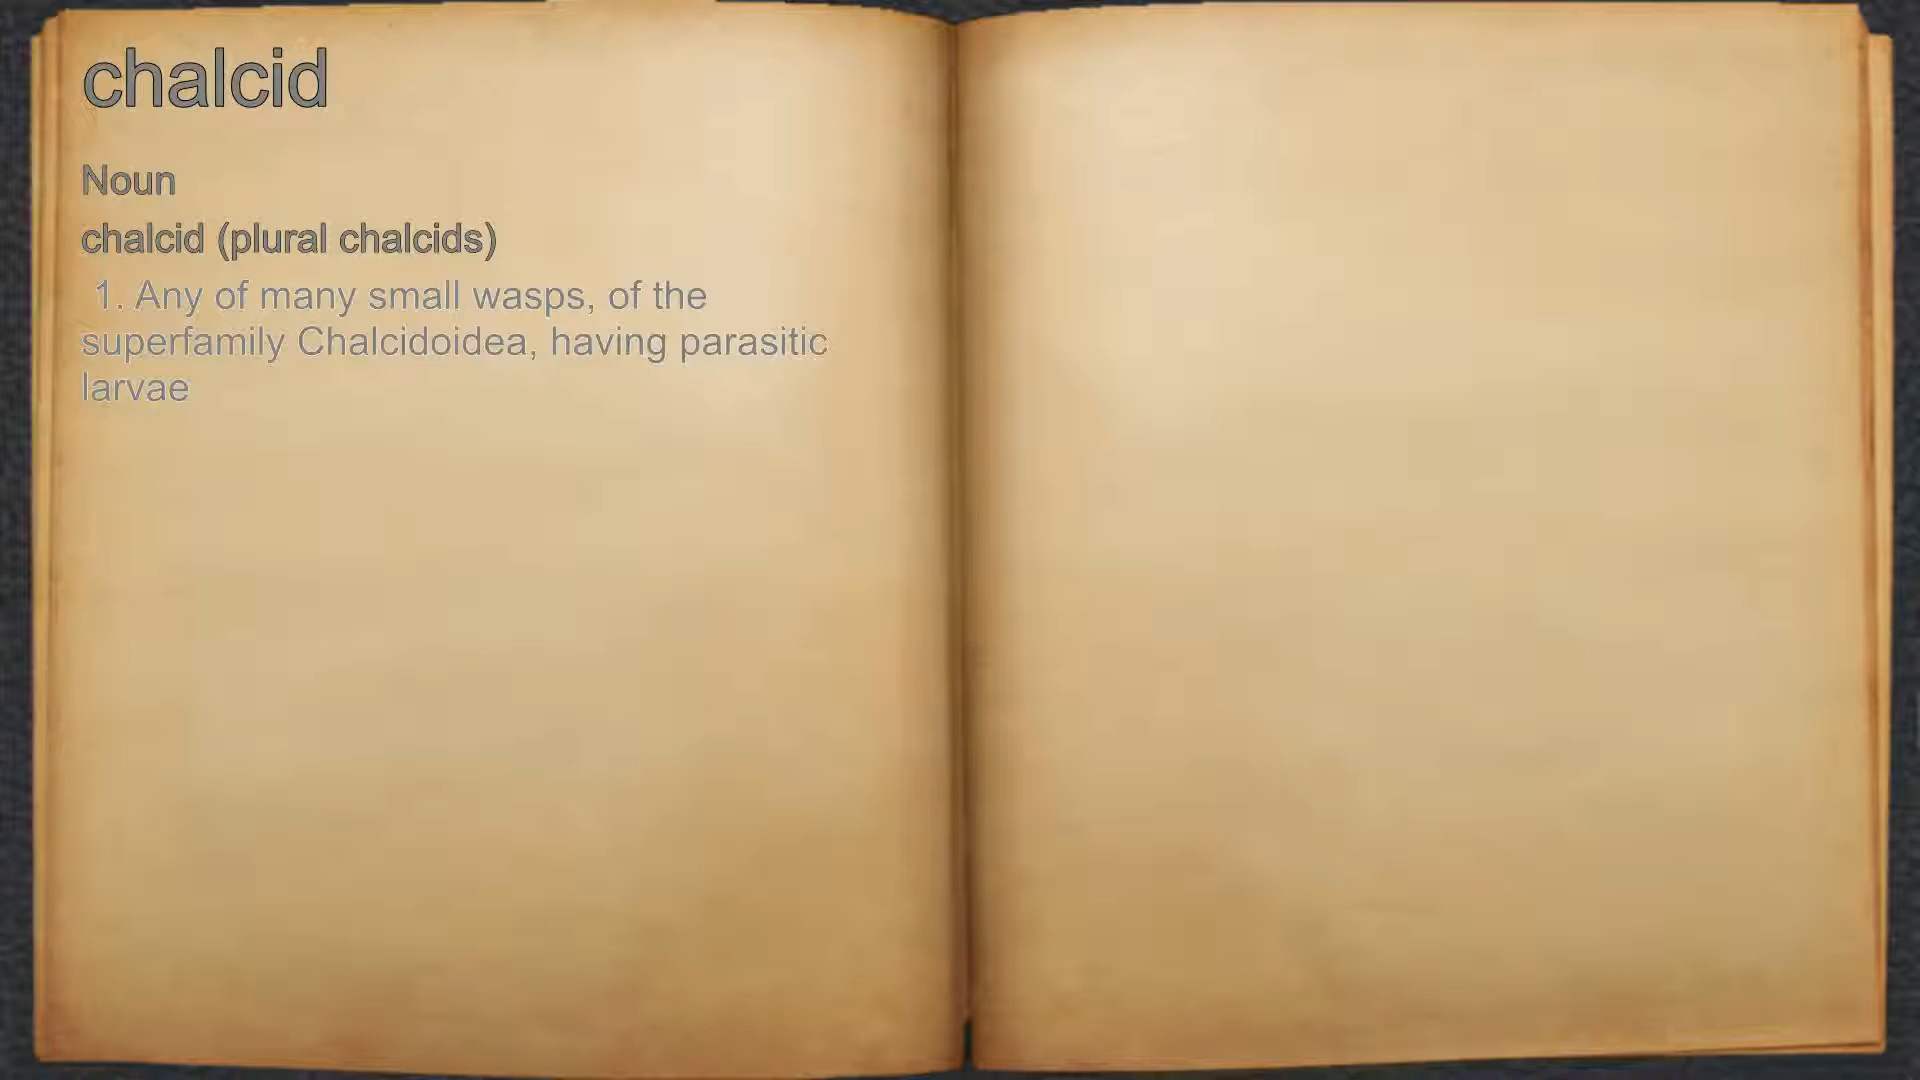 chalcid
Noun
chalcid (plural chalcids)
1. Any of many small wasps, of the
superfamily Chalcidoidea, having parasitic
larvae